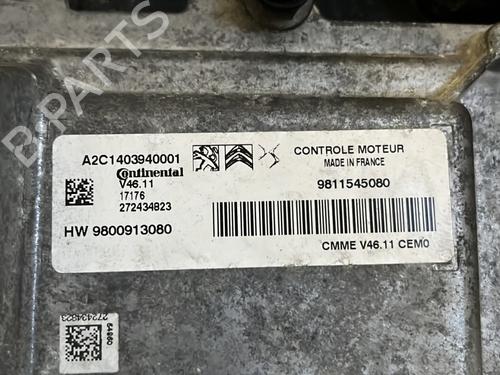 A2C1403940001
Continental
V46.11
17176
272434823
HW 9800913080
CONTROLE MOTEUR
MADE IN FRANCE
9811545080
CMME V46.11 CEM0
272434823
B-PARTS